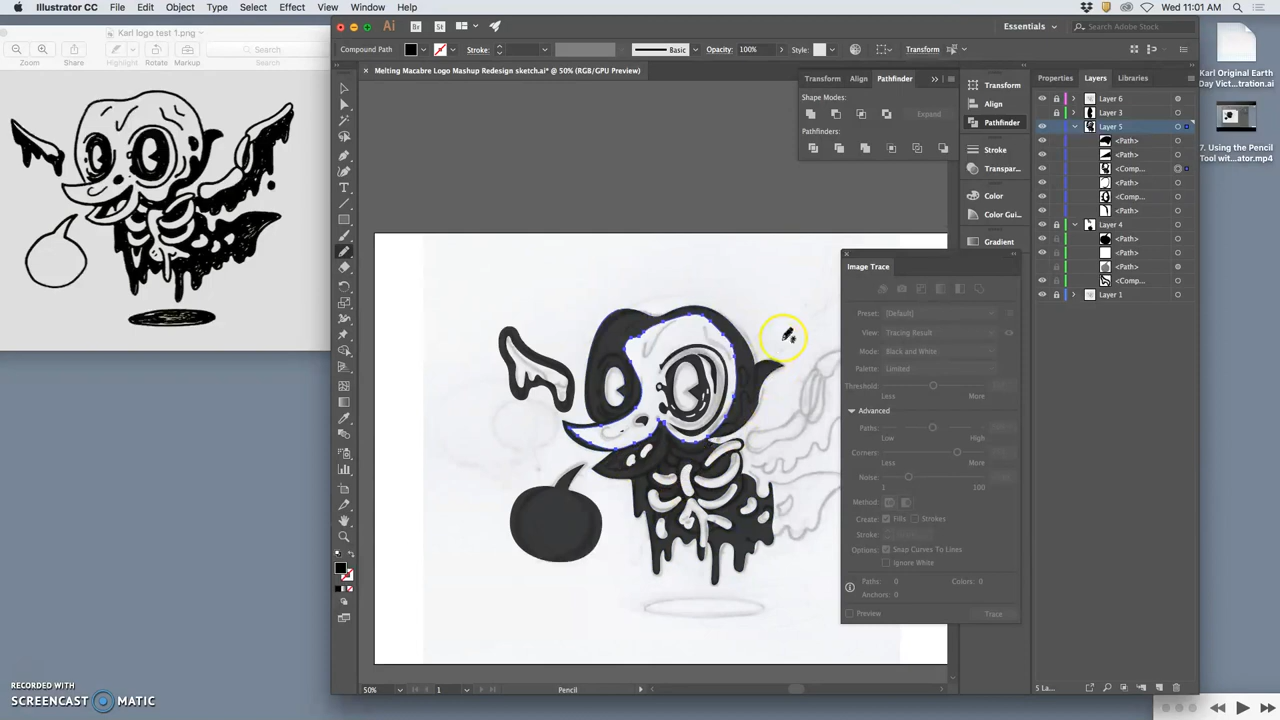 Illustrator CC File Edit Object Type Select Effect View Window Help
Wed 11:01 AM
Karl logo test 1.png
Zoom Share Highlight Rotate Markup Search
Search
Ai Br St Essentials Search Adobe Stock
Compound Path Stroke: Basic Opacity: 100% Style: Transform
Melting Macabre Logo Mashup Redesign sketch.ai* @ 50% (RGB/GPU Preview)
Transform Align Pathfinder
Shape Modes:
Expand
Pathfinders:
Transform
Align
Pathfinder
Stroke
Transpar...
Color
Color Gui...
Gradient
Properties Layers Libraries
Layer 6
Layer 3
Layer 5
<Path>
<Path>
<Comp...
<Path>
<Comp...
<Path>
Layer 4
<Path>
<Path>
<Path>
<Comp...
Layer 1
Karl Original Earth
Day Vict...tration.ai
7. Using the Pencil
Tool wit...ator.mp4
Image Trace
Preset: [Default]
View: Tracing Result
Mode: Black and White
Palette: Limited
Threshold:
Less More
Advanced
Paths:
Low High
Corners:
Less More
Noise:
1 100
Method:
Create: Fills Strokes
Stroke:
Options: Snap Curves To Lines
Ignore White
Paths: 0 Colors: 0
Anchors: 0
Preview Trace
50% 1 Pencil
5 La...
RECORDED WITH
SCREENCAST MATIC